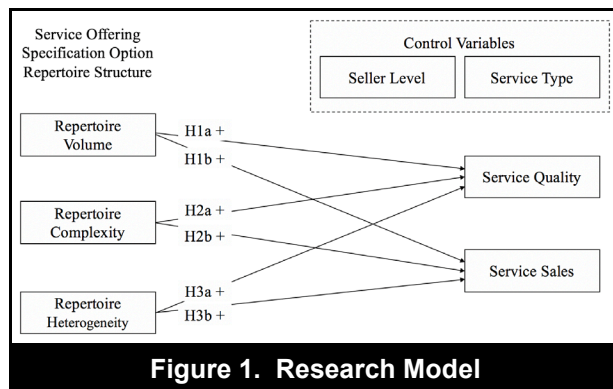 Service Offering
Specification Option
Repertoire Structure
Control Variables
Seller Level
Service Type
Repertoire
Volume
H1a +
H1b +
Service Quality
Repertoire
Complexity
H2a +
H2b +
Service Sales
Repertoire
Heterogeneity
H3a +
H3b +
Figure 1. Research Model